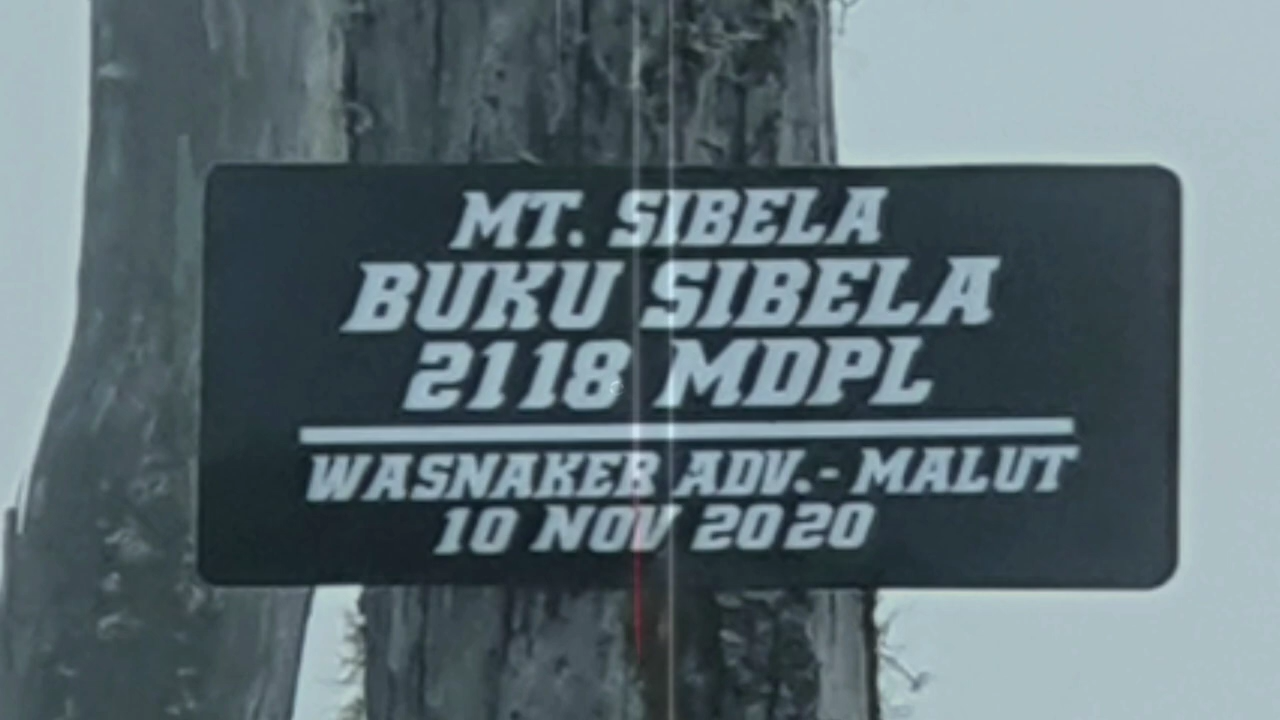 MT. SIBELA
BUKU SIBELA
2118 MDPL
WASNAKER ADV.- MALUT
10 NOV 2020